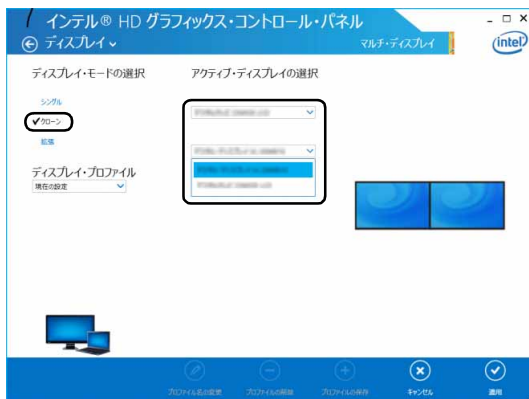 インテル® HD グラフィックス・コントロール・パネル
ディスプレイ
マルチ・ディスプレイ
intel
ディスプレイ・モードの選択
アクティブ・ディスプレイの選択
シングル
✔クローン
拡張
ディスプレイ・プロファイル
現在の設定
プロファイル名の変更
プロファイルの削除
プロファイルの保存
キャンセル
適用